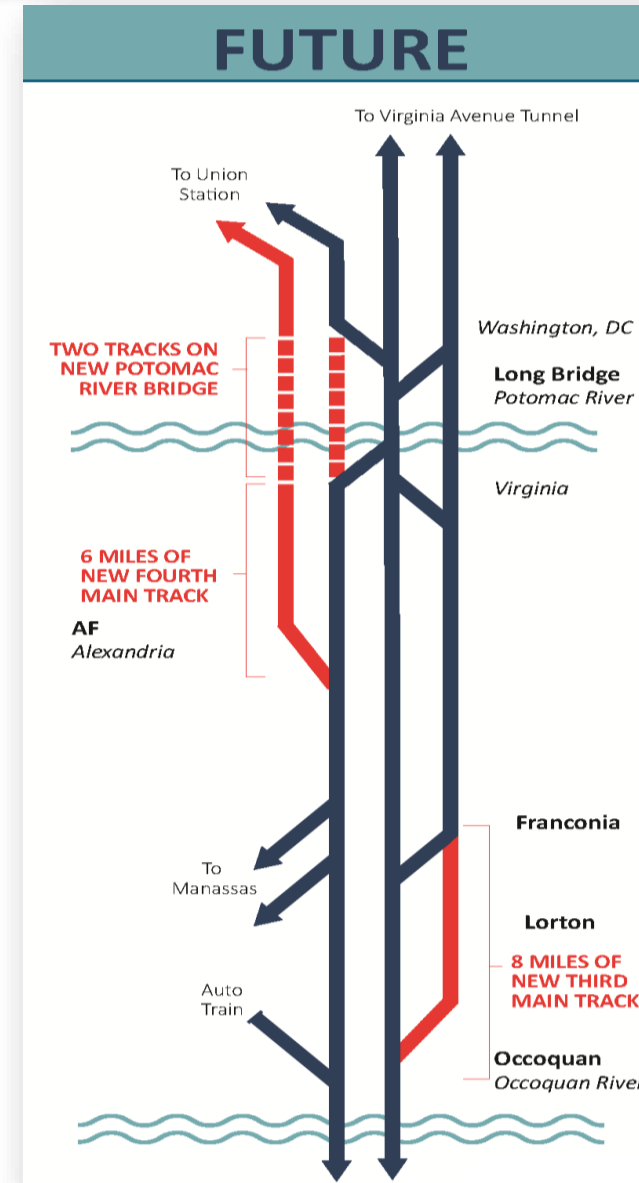 FUTURE
To Virginia Avenue Tunnel
To Union
Station
Washington, DC
TWO TRACKS ON
NEW POTOMAC
RIVER BRIDGE
Long Bridge
Potomac River
Virginia
6 MILES OF
NEW FOURTH
MAIN TRACK
AF
Alexandria
Franconia
To
Manassas
Lorton
8 MILES OF
NEW THIRD
MAIN TRACK
Auto
Train
Occoquan
Occoquan River